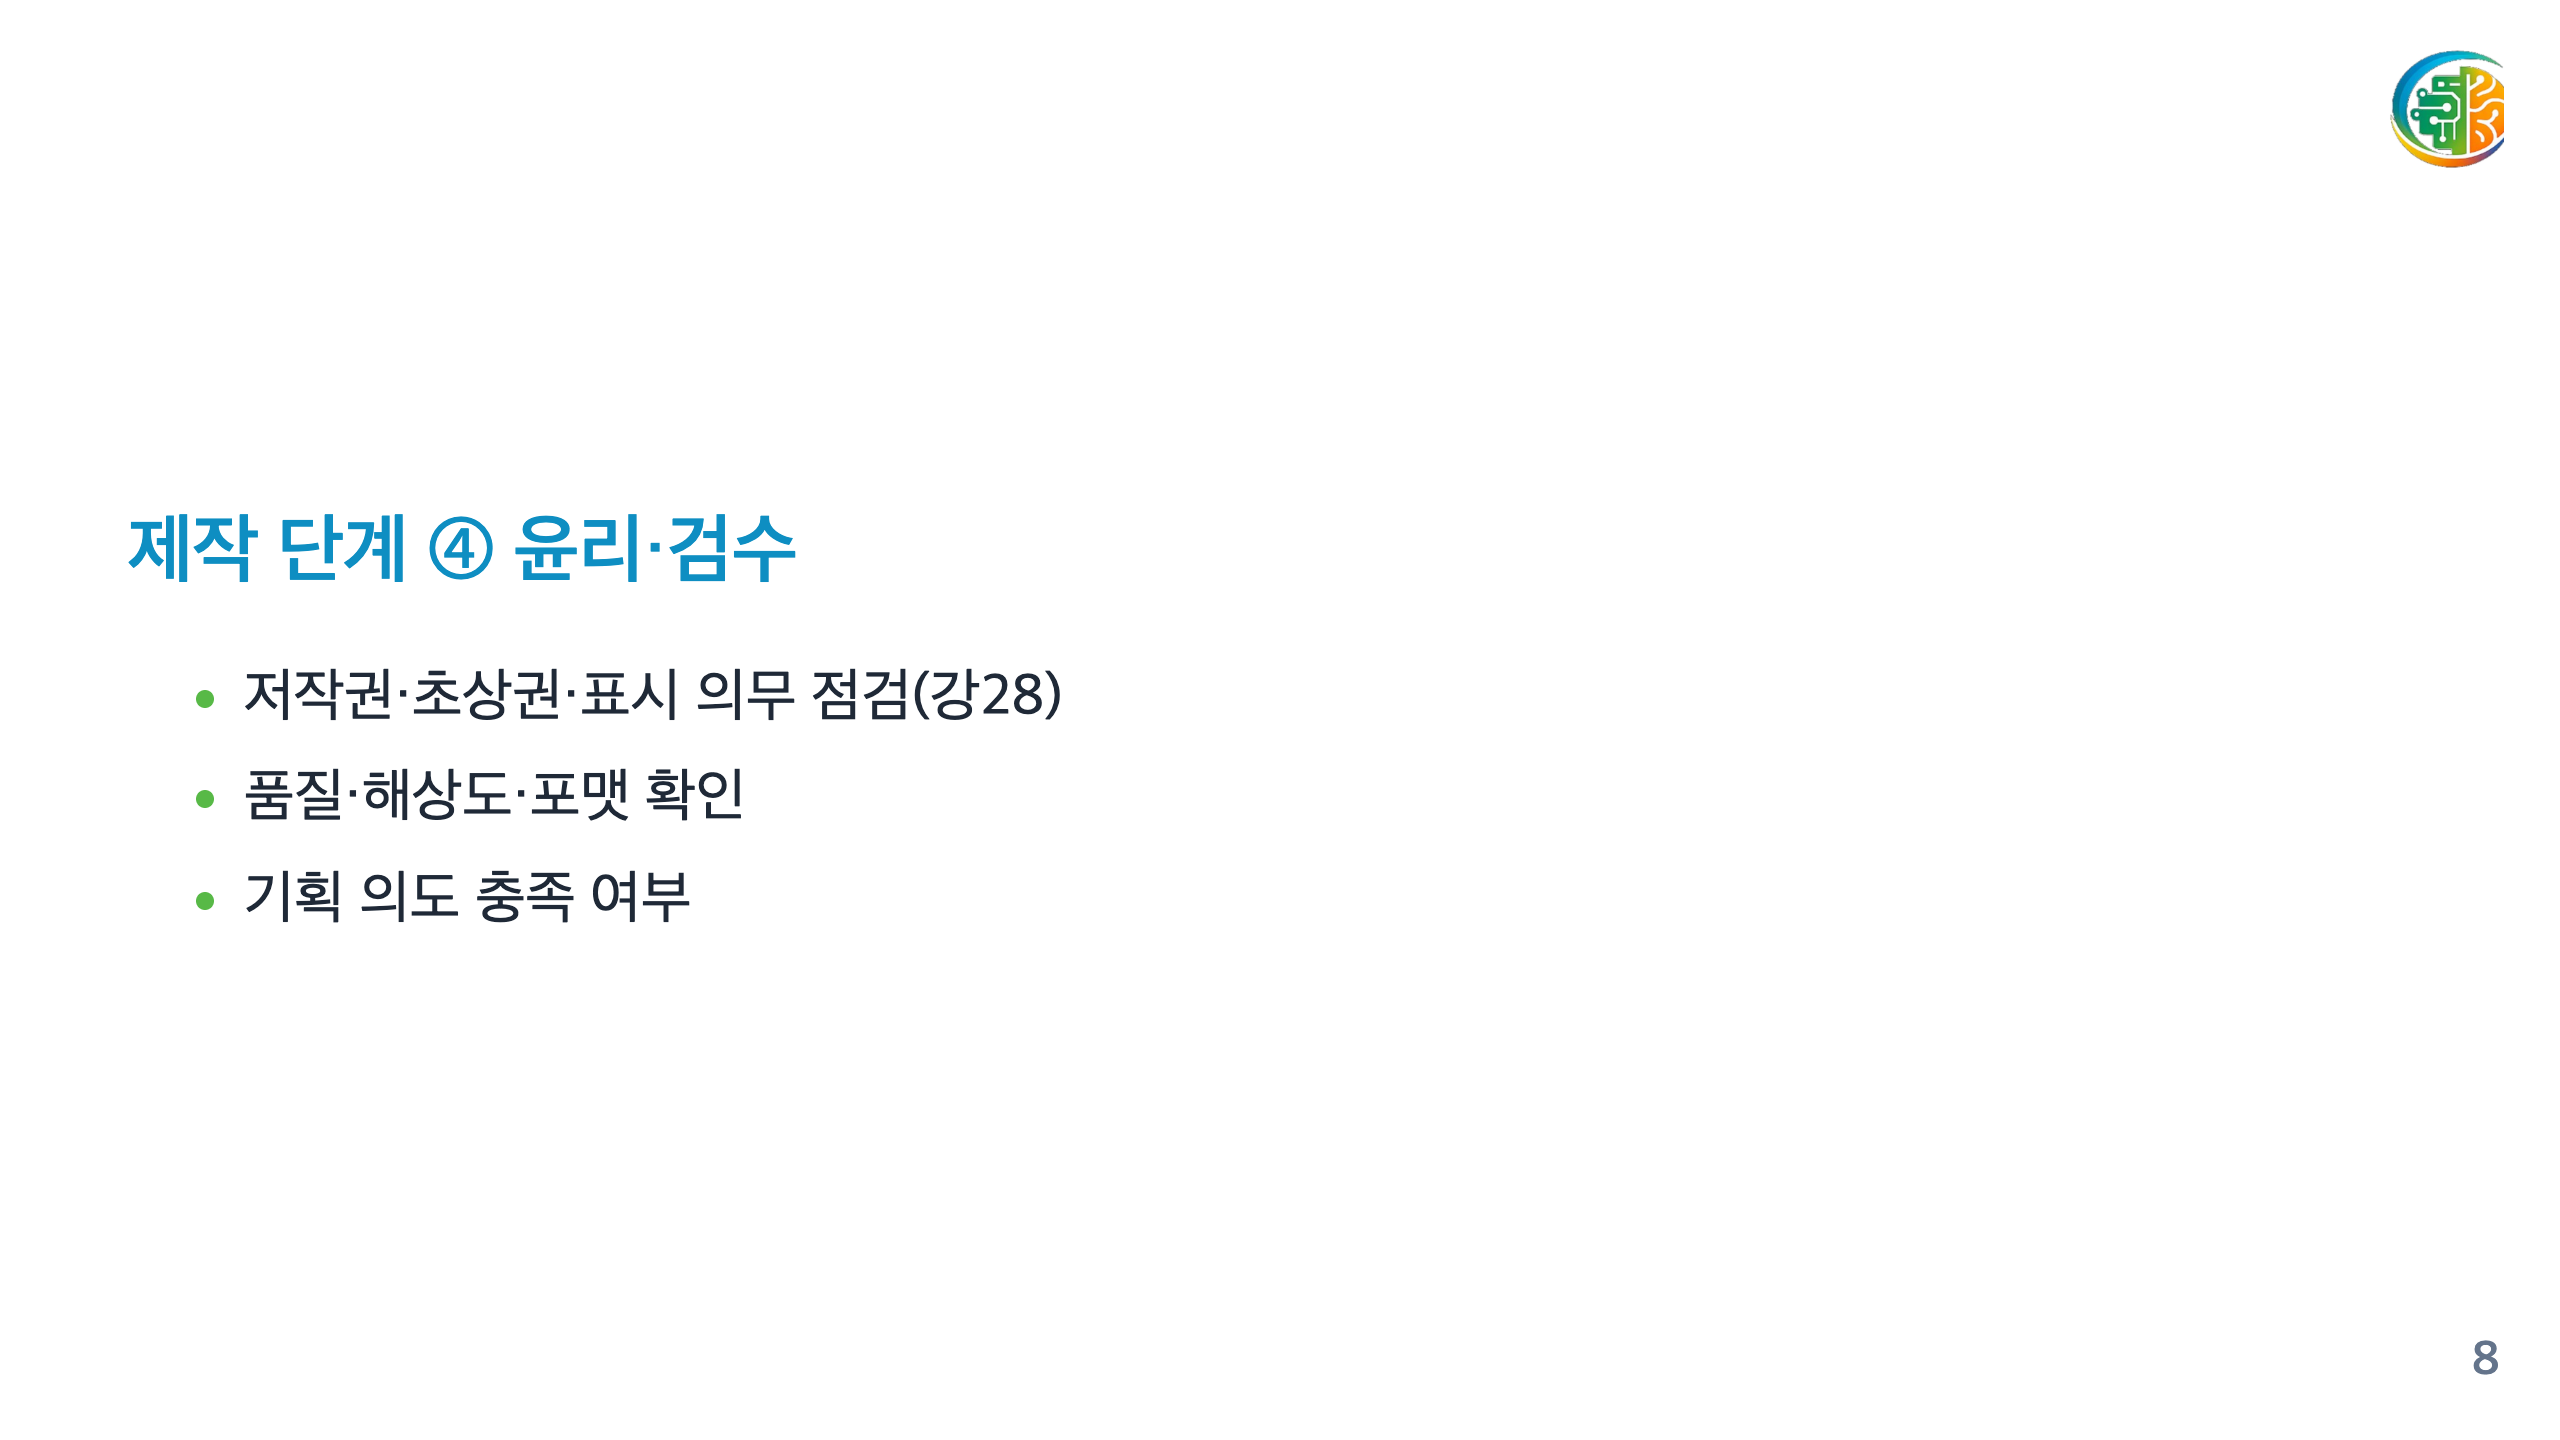 제작 단계 ④ 윤리·검수
• 저작권·초상권·표시 의무 점검(강28)
• 품질·해상도·포맷 확인
• 기획 의도 충족 여부
8